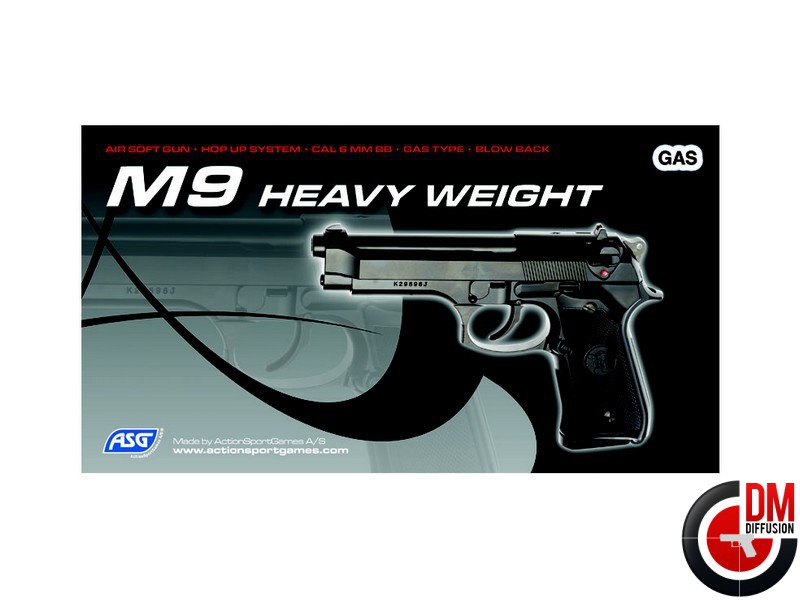 AIR SOFT GUN • HOP UP SYSTEM • CAL 6 MM BB • GAS TYPE • BLOW BACK
GAS
M9 HEAVY WEIGHT
K29598J
K29598J
ASG
Made by ActionSportGames A/S
www.actionsportgames.com
DM
DIFFUSION